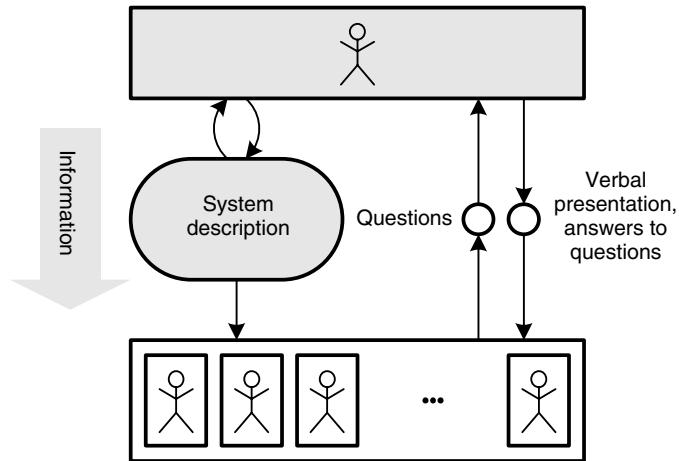 Information
System
description
Questions
Verbal
presentation,
answers to
questions
...